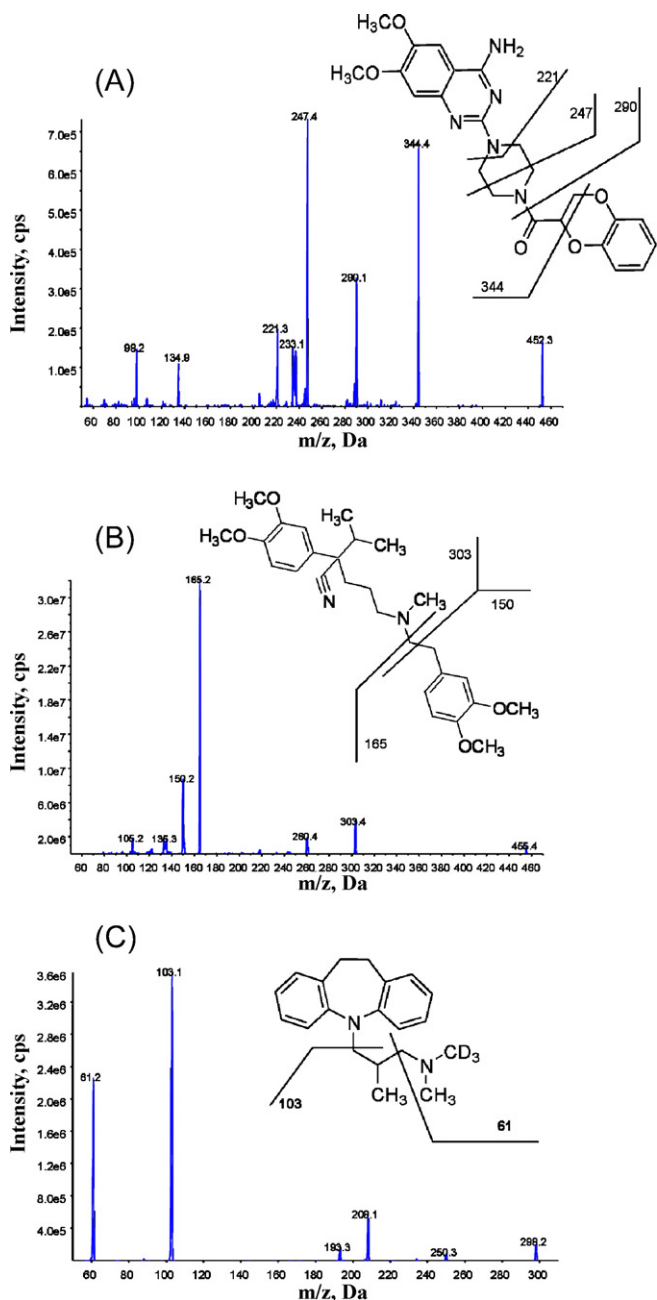 (A)
H₃CO
NH₂
H₃CO
N
N
N
N
O
O
O
221
247
290
344
Intensity, cps
7.0e5
6.0e5
5.0e5
4.0e5
3.0e5
2.0e5
1.0e5
98.2
134.9
221.3
233.1
247.4
290.1
344.4
452.3
60 80 100 120 140 160 180 200 220 240 260 280 300 320 340 360 380 400 420 440 460
m/z, Da
(B)
H₃CO
H₃CO
CH₃
CH₃
N
N
CH₃
OCH₃
OCH₃
303
150
165
Intensity, cps
3.0e7
2.6e7
2.2e7
1.8e7
1.4e7
1.0e7
6.0e6
2.0e6
105.2
135.3
150.2
165.2
260.4
303.4
455.4
60 80 100 120 140 160 180 200 220 240 260 280 300 320 340 360 380 400 420 440 460
m/z, Da
(C)
N
N
CD₃
CH₃
CH₃
103
61
Intensity, cps
3.6e6
3.2e6
2.8e6
2.4e6
2.0e6
1.6e6
1.2e6
8.0e5
4.0e5
61.2
103.1
193.3
208.1
250.3
298.2
60 80 100 120 140 160 180 200 220 240 260 280 300
m/z, Da